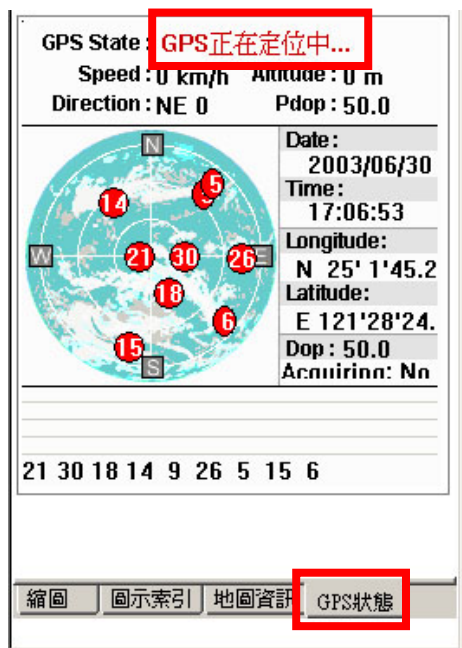 GPS State : GPS正在定位中...
Speed : 0 km/h Altitude : 0 m
Direction : NE 0 Pdop : 50.0
N
5
14
W
21
30
26
E
18
6
15
S
Date :
2003/06/30
Time :
17:06:53
Longitude:
N 25' 1'45.2
Latitude:
E 121'28'24.
Dop : 50.0
Acquiring: No
21 30 18 14 9 26 5 15 6
縮圖 圖示索引 地圖資訊 GPS狀態